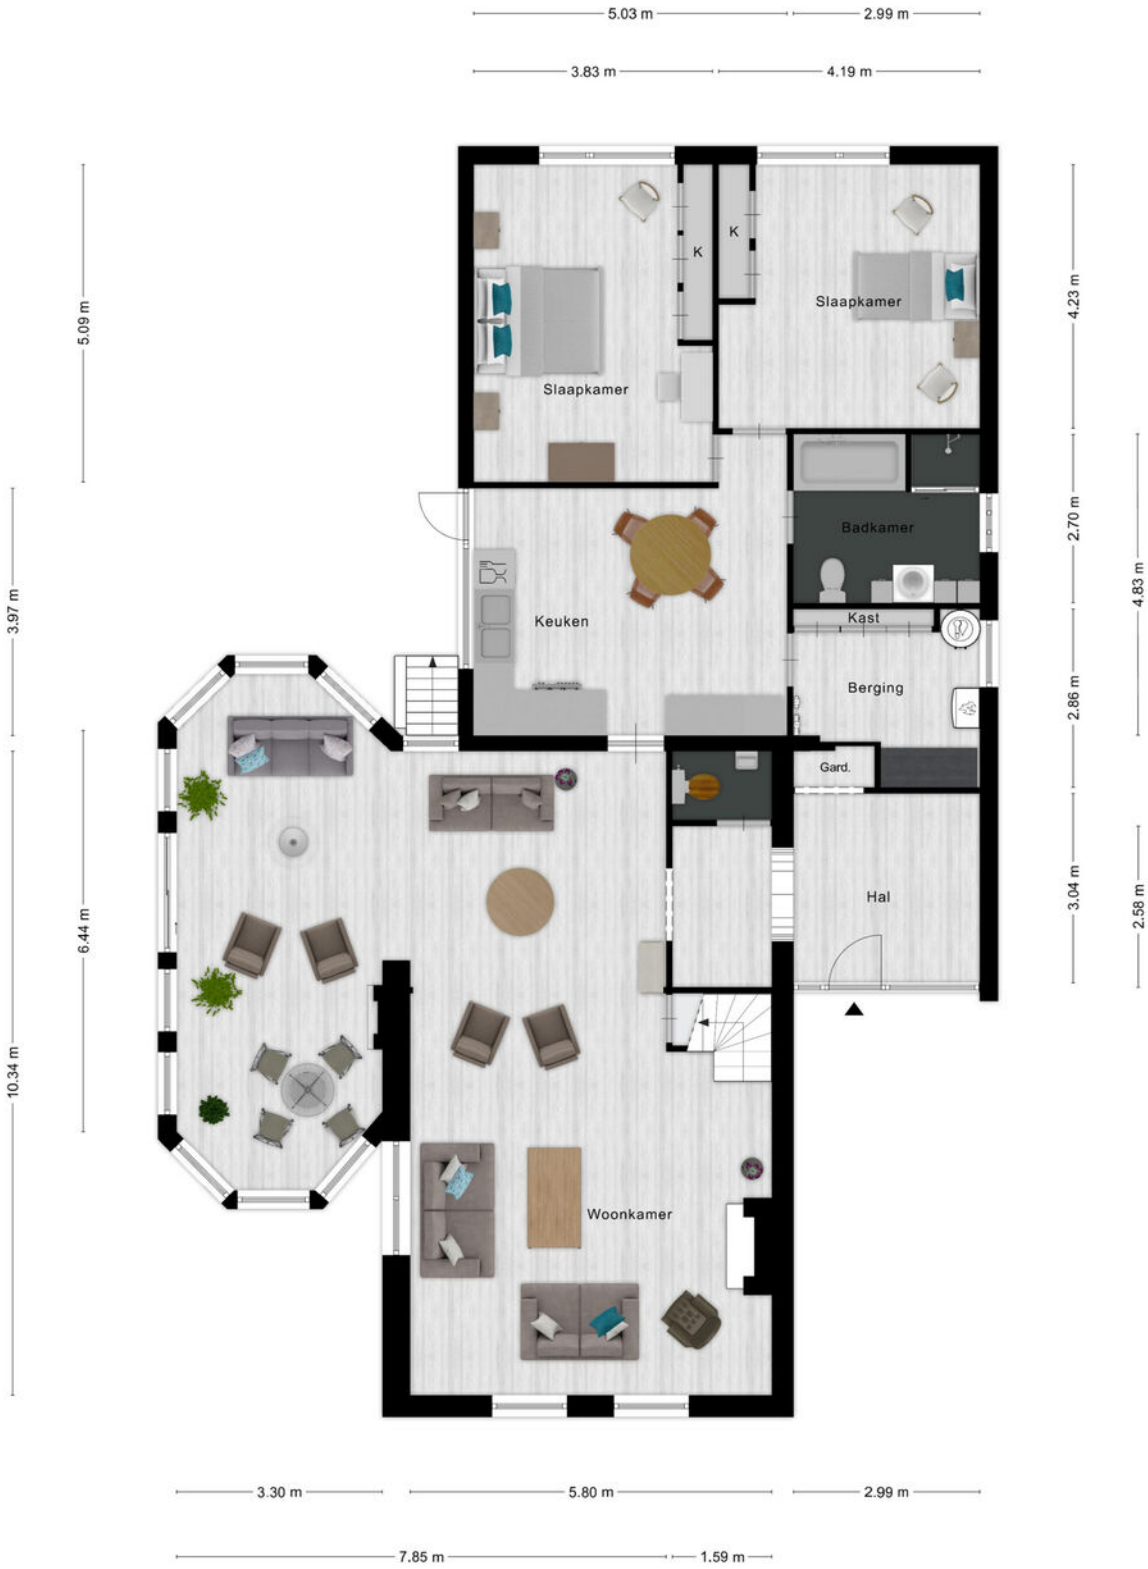 5.03 m
2.99 m
3.83 m
4.19 m
5.09 m
K
K
Slaapkamer
4.23 m
Slaapkamer
3.97 m
Badkamer
2.70 m
4.83 m
Keuken
Kast
Berging
2.86 m
Gard.
6.44 m
Hal
3.04 m
2.58 m
10.34 m
Woonkamer
3.30 m
5.80 m
2.99 m
7.85 m
1.59 m